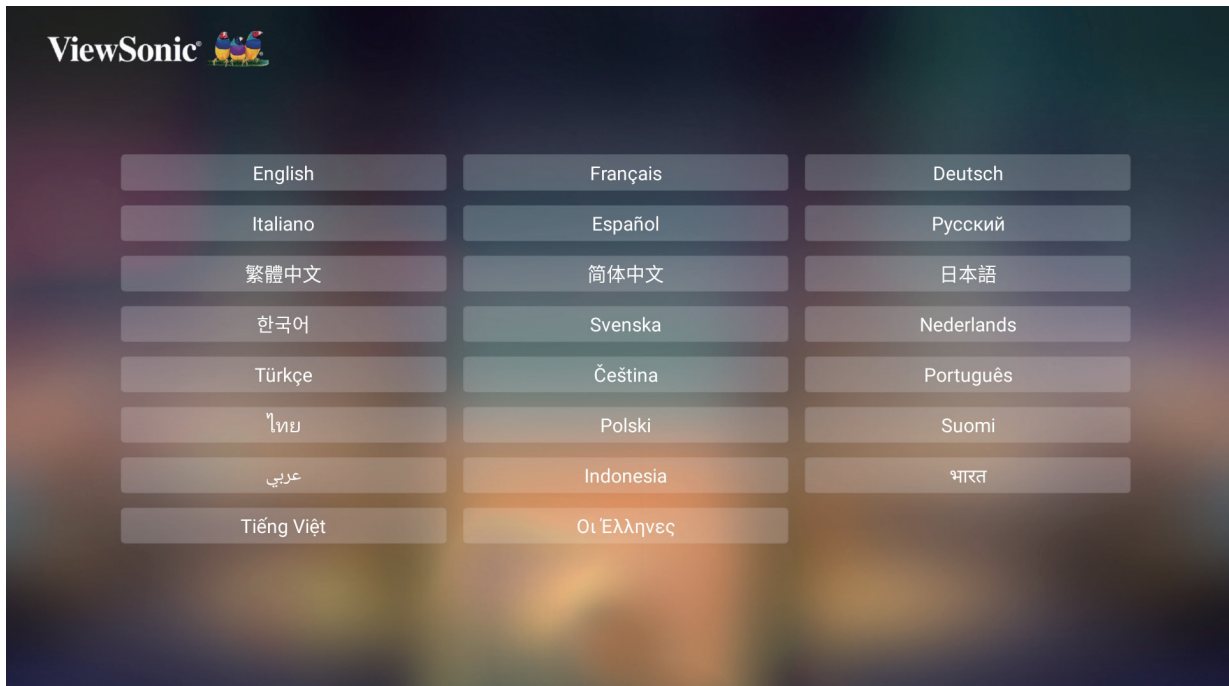 ViewSonic®
English Français Deutsch
Italiano Español Русский
繁體中文 简体中文 日本語
한국어 Svenska Nederlands
Türkçe Čeština Português
ไทย Polski Suomi
عربي Indonesia भारत
Tiếng Việt Οι Έλληνες